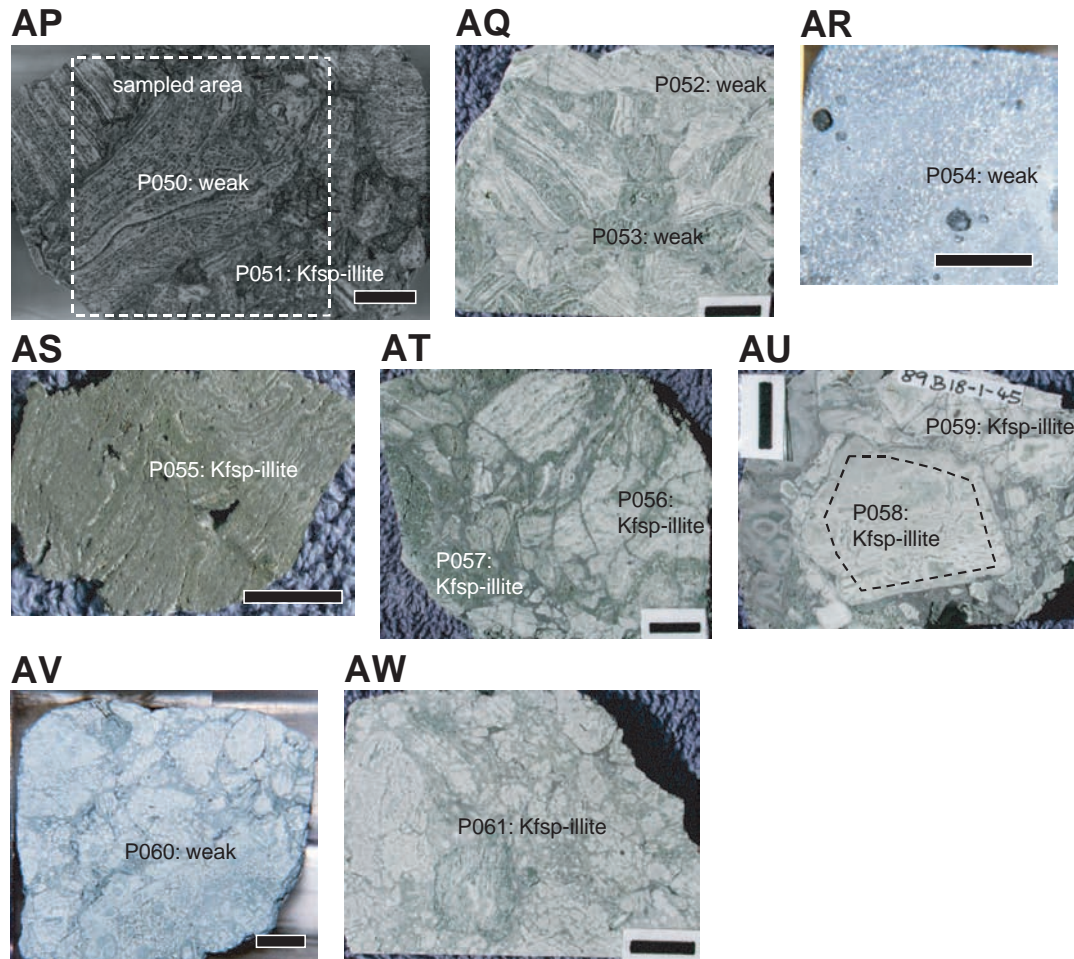 AP
sampled area
P050: weak
P051: Kfsp-illite
AQ
P052: weak
P053: weak
AR
P054: weak
AS
P055: Kfsp-illite
AT
P056:
Kfsp-illite
P057:
Kfsp-illite
AU
89B18-1-45
P059: Kfsp-illite
P058:
Kfsp-illite
AV
P060: weak
AW
P061: Kfsp-illite